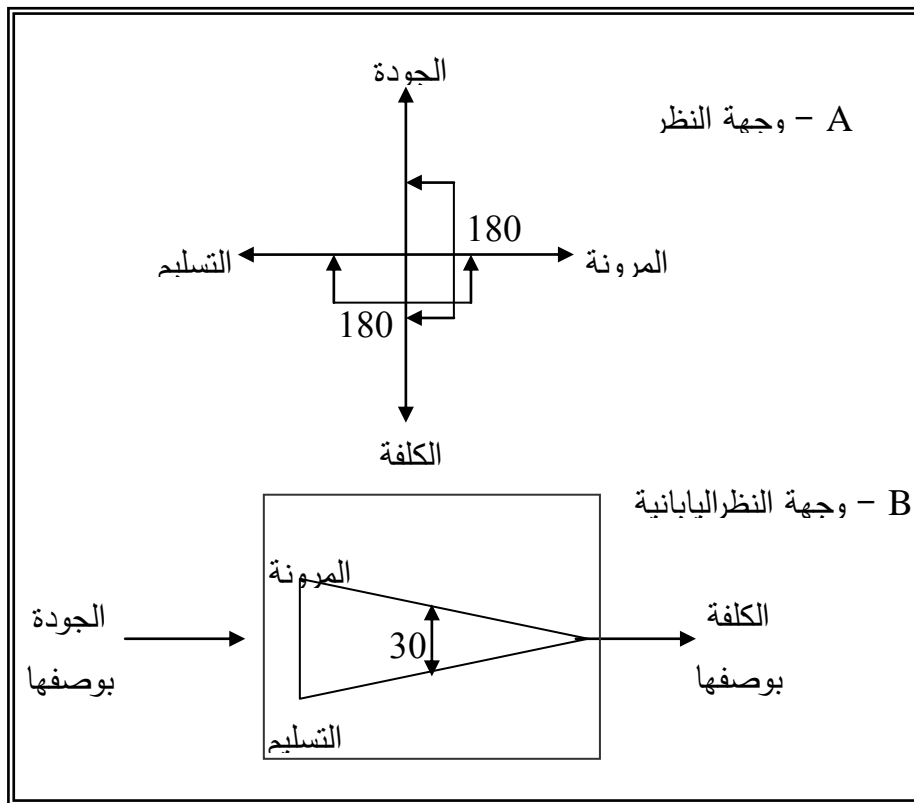 الجودة
A - وجهة النظر
180
التسليم
المرونة
180
الكلفة
B - وجهة النظراليابانية
المرونة
الجودة
بوصفها
30
الكلفة
بوصفها
التسليم